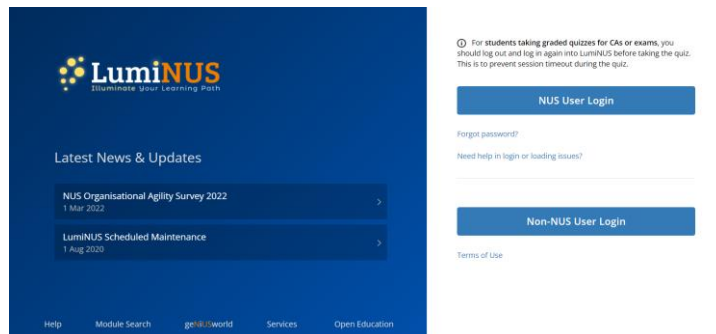 LumiNUS
Illuminate Your Learning Path
Latest News & Updates
NUS Organisational Agility Survey 2022
1 Mar 2022
LumiNUS Scheduled Maintenance
1 Aug 2020
Help Module Search geNiUSworld Services Open Education
For students taking graded quizzes for CAs or exams, you
should log out and log in again into LumiNUS before taking the quiz.
This is to prevent session timeout during the quiz.
NUS User Login
Forgot password?
Need help in login or loading issues?
Non-NUS User Login
Terms of Use